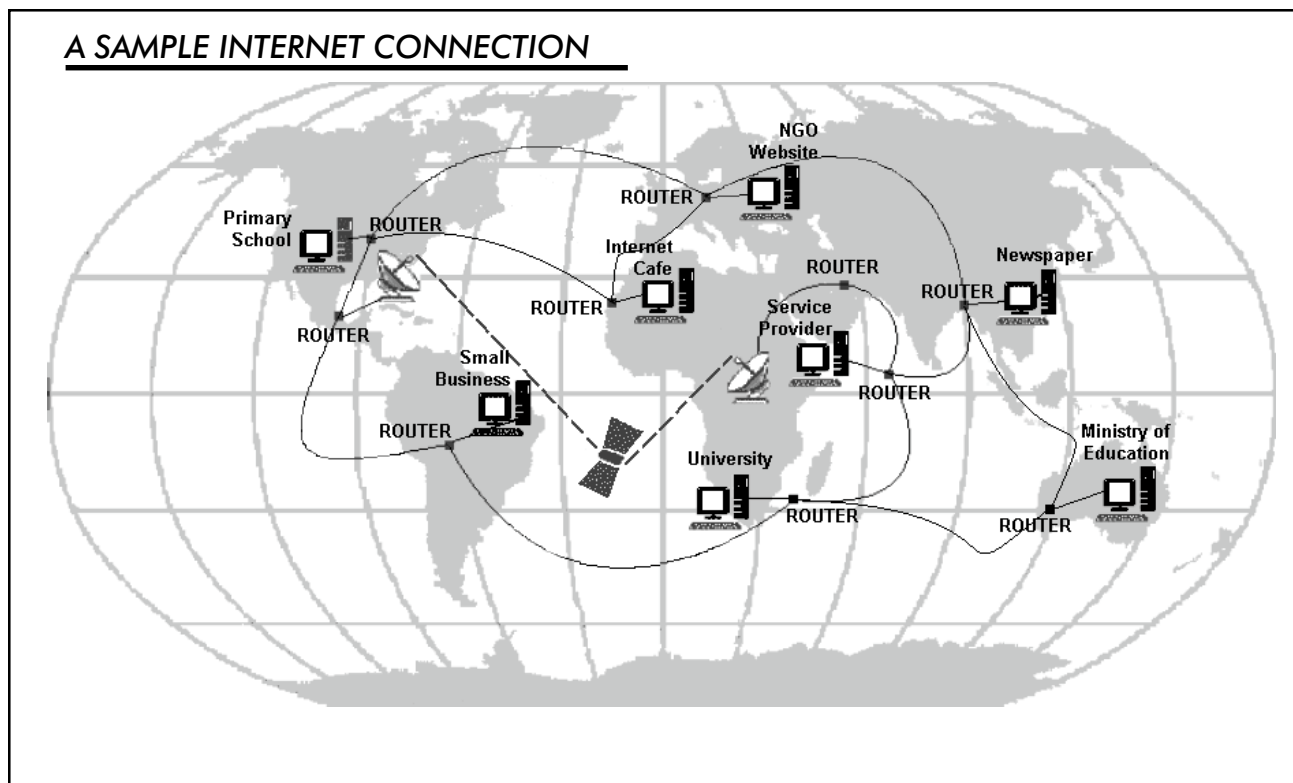 A SAMPLE INTERNET CONNECTION
NGO
Website
ROUTER
Primary
School
ROUTER
Internet
Cafe
ROUTER
ROUTER
Service
Provider
Newspaper
ROUTER
ROUTER
Small
Business
ROUTER
ROUTER
University
ROUTER
Ministry of
Education
ROUTER